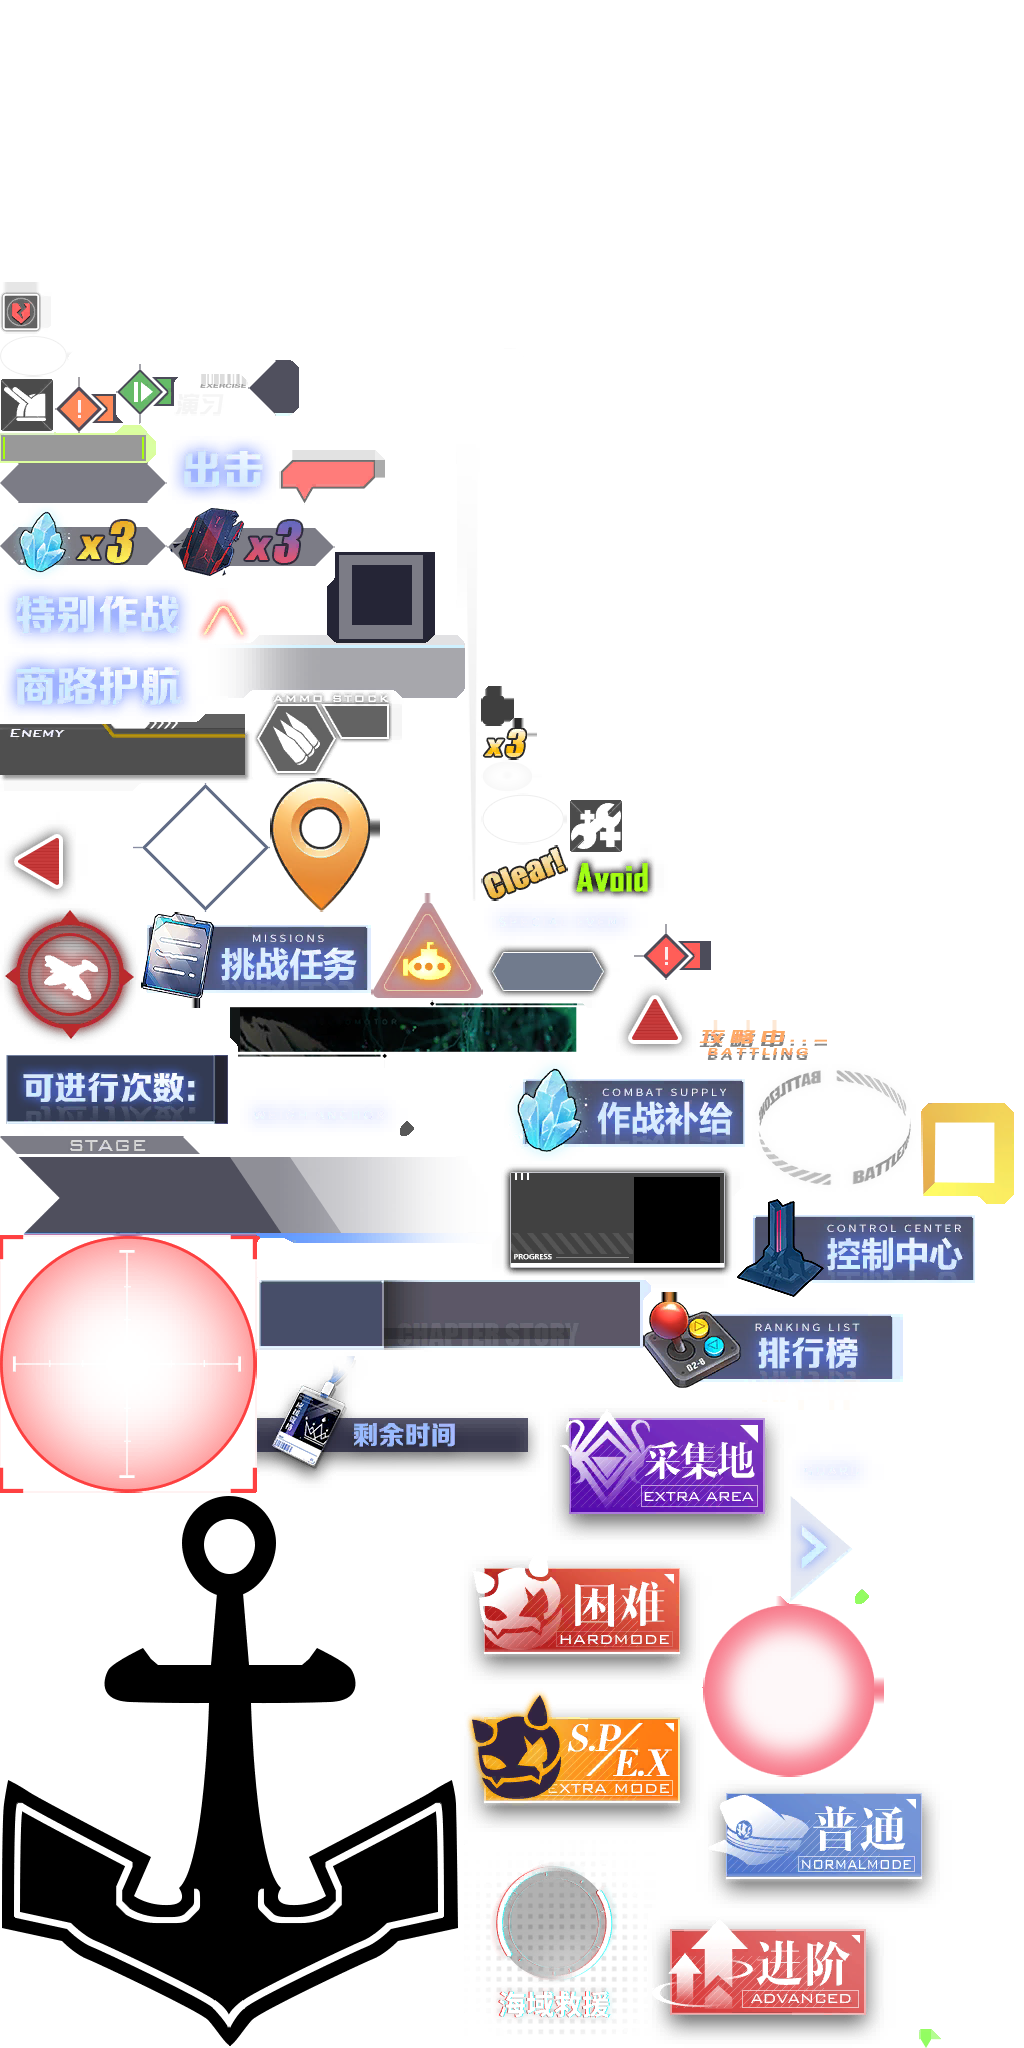 EXERCISE
演习
出击
x3
x3
特别作战
商路护航
AMMO STOCK
ENEMY
x3
Clear!
Avoid
MISSIONS
挑战任务
攻略中...
BATTLING
可进行次数:
COMBAT SUPPLY
作战补给
STAGE
PROGRESS
CONTROL CENTER
控制中心
CHAPTER STORY
RANKING LIST
排行榜
02-8
剩余时间
采集地
EXTRA AREA
困难
HARDMODE
S.P/E.X
EXTRA MODE
普通
NORMALMODE
海域救援
进阶
ADVANCED